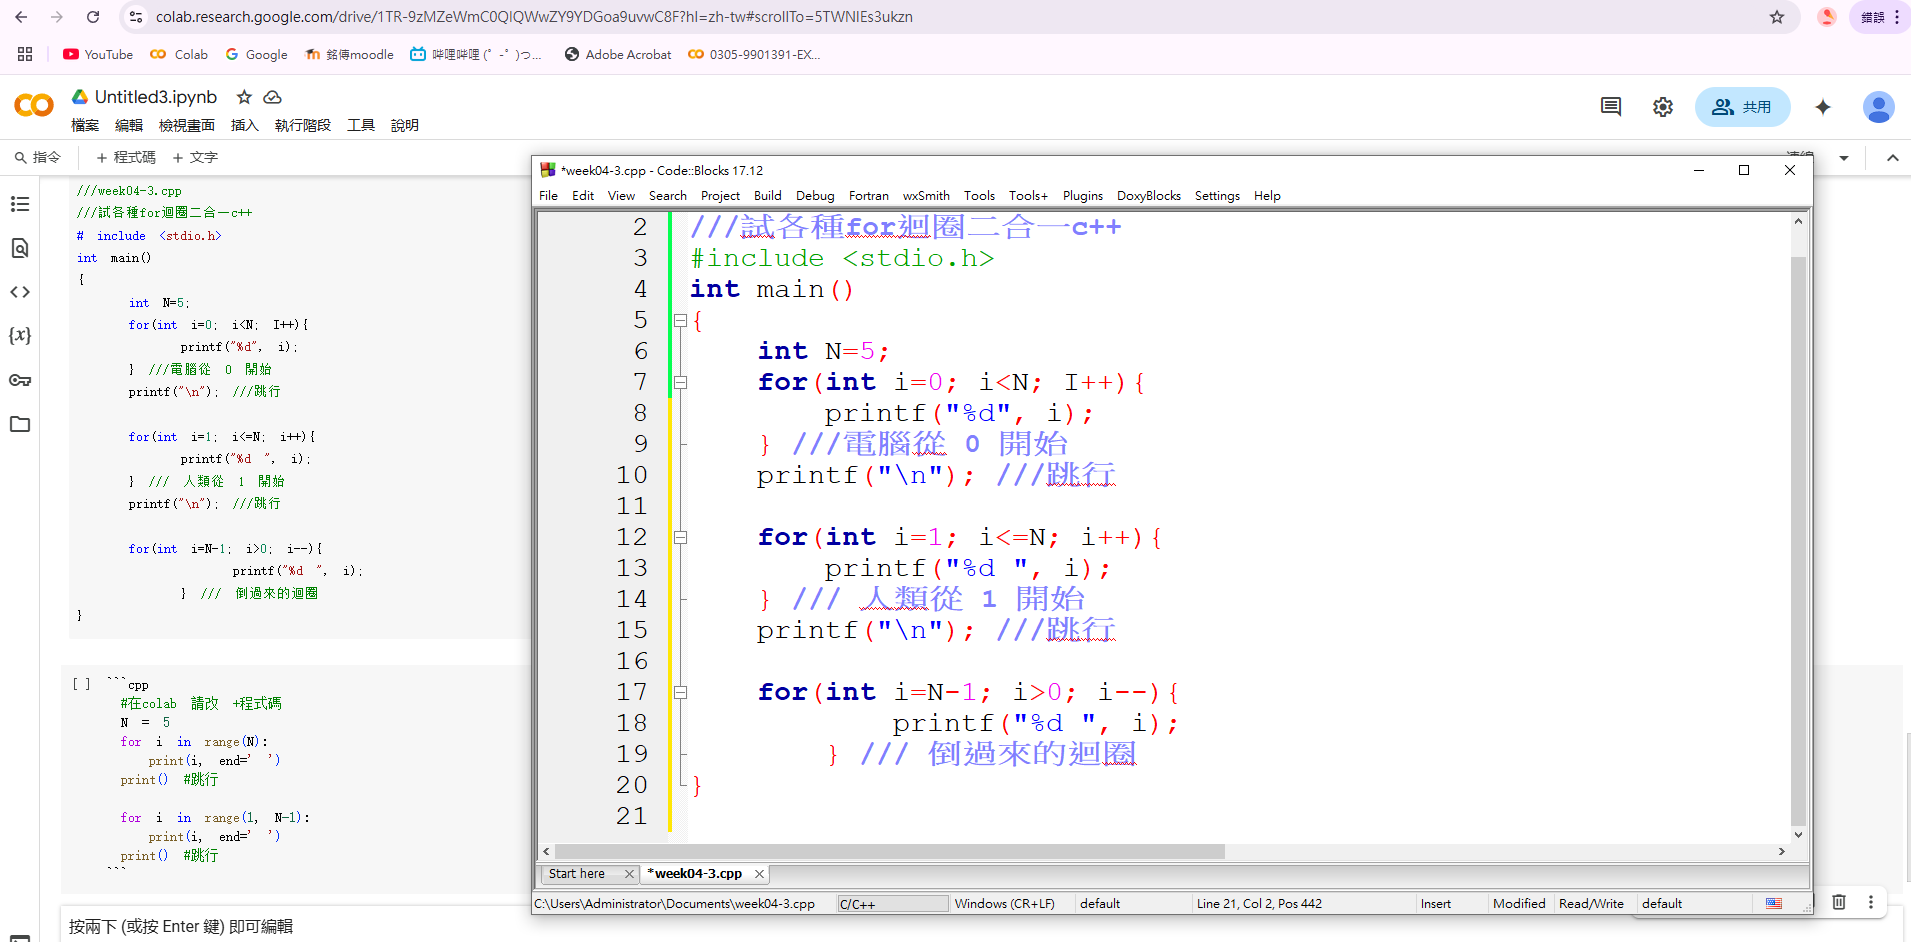 colab.research.google.com/drive/1TR-9zMZeWmC0QIQWwZY9YDGoa9uvwC8F?hl=zh-tw#scrollTo=5TWNIEs3ukzn
錯誤
YouTube Colab Google 銘傳moodle 哔哩哔哩 (゜-゜)つ... Adobe Acrobat 0305-9901391-EX...
Untitled3.ipynb
檔案 編輯 檢視畫面 插入 執行階段 工具 說明
共用
指令 + 程式碼 + 文字
///week04-3.cpp
///試各種for迴圈二合一c++
# include <stdio.h>
int main()
{
int N=5;
for(int i=0; i<N; I++){
printf("%d", i);
} ///電腦從 0 開始
printf("\n"); ///跳行
for(int i=1; i<=N; i++){
printf("%d ", i);
} /// 人類從 1 開始
printf("\n"); ///跳行
for(int i=N-1; i>0; i--){
printf("%d ", i);
} /// 倒過來的迴圈
}
[ ] ```cpp
#在colab 請改 +程式碼
N = 5
for i in range(N):
print(i, end=' ')
print() #跳行
for i in range(1, N-1):
print(i, end=' ')
print() #跳行
```
按兩下 (或按 Enter 鍵) 即可編輯
*week04-3.cpp - Code::Blocks 17.12
File Edit View Search Project Build Debug Fortran wxSmith Tools Tools+ Plugins DoxyBlocks Settings Help
2 ///試各種for迴圈二合一c++
3 #include <stdio.h>
4 int main()
5 {
6 int N=5;
7 for(int i=0; i<N; I++){
8 printf("%d", i);
9 } ///電腦從 0 開始
10 printf("\n"); ///跳行
11
12 for(int i=1; i<=N; i++){
13 printf("%d ", i);
14 } /// 人類從 1 開始
15 printf("\n"); ///跳行
16
17 for(int i=N-1; i>0; i--){
18 printf("%d ", i);
19 } /// 倒過來的迴圈
20 }
21
Start here *week04-3.cpp
C:\Users\Administrator\Documents\week04-3.cpp C/C++ Windows (CR+LF) default Line 21, Col 2, Pos 442 Insert Modified Read/Write default